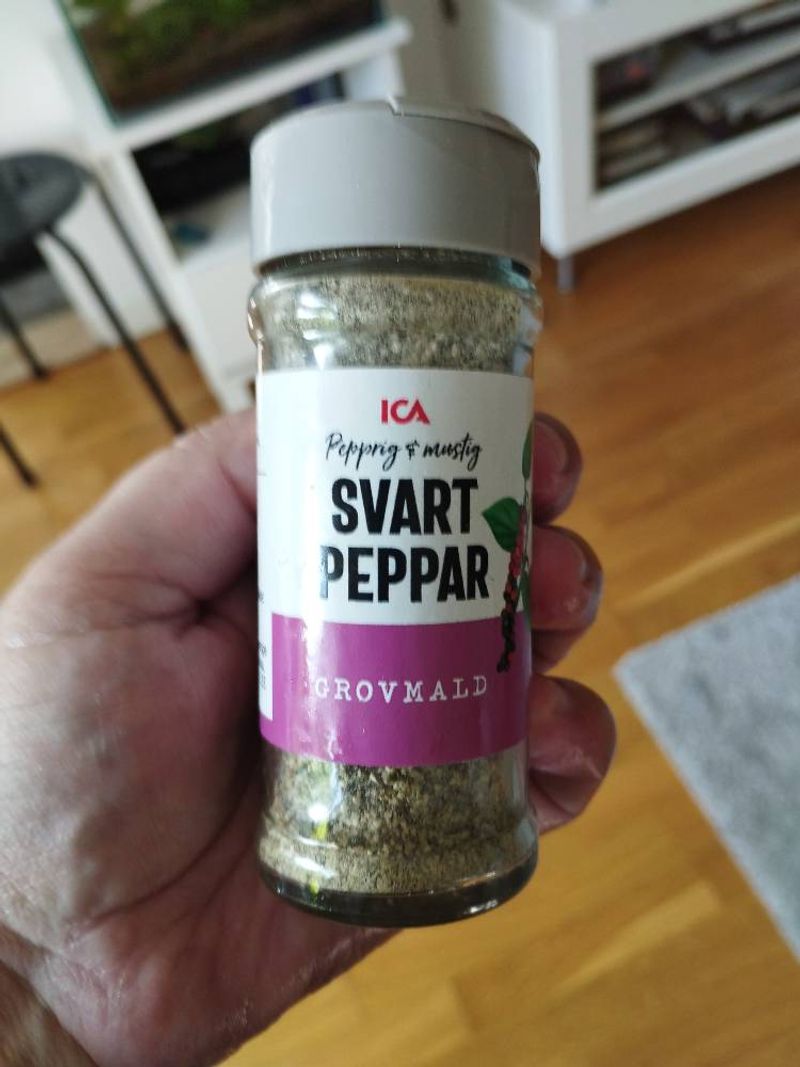 ICA
Pepprig & mustig
SVART
PEPPAR
GROVMALD